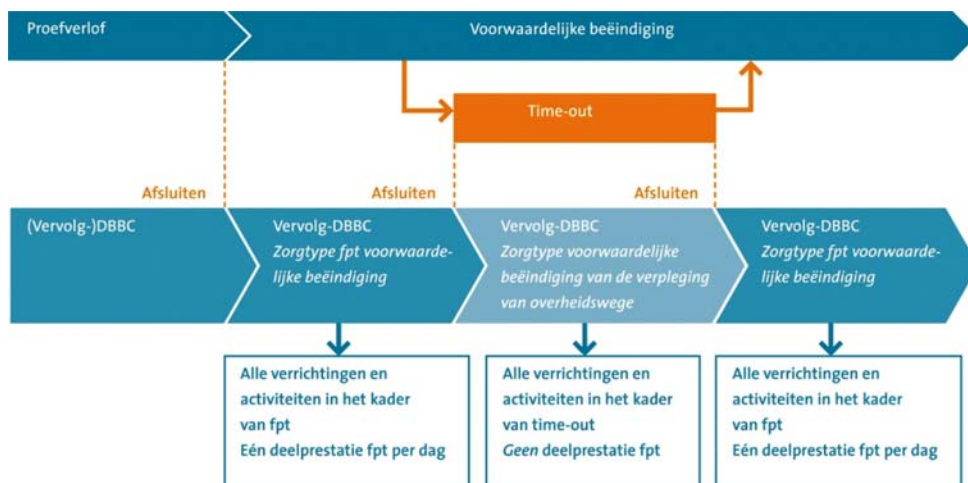 Proefverlof
Voorwaardelijke beëindiging
Time-out
Afsluiten
Afsluiten
Afsluiten
(Vervolg-)DBBC
Vervolg-DBBC
Zorgtype fpt voorwaarde-
lijke beëindiging
Vervolg-DBBC
Zorgtype voorwaardelijke
beëindiging van de verpleging
van overheidswege
Vervolg-DBBC
Zorgtype fpt voorwaarde-
lijke beëindiging
Alle verrichtingen en
activiteiten in het kader
van fpt
Eén deelprestatie fpt per dag
Alle verrichtingen en
activiteiten in het kader
van time-out
Geen deelprestatie fpt
Alle verrichtingen en
activiteiten in het kader
van fpt
Eén deelprestatie fpt per dag